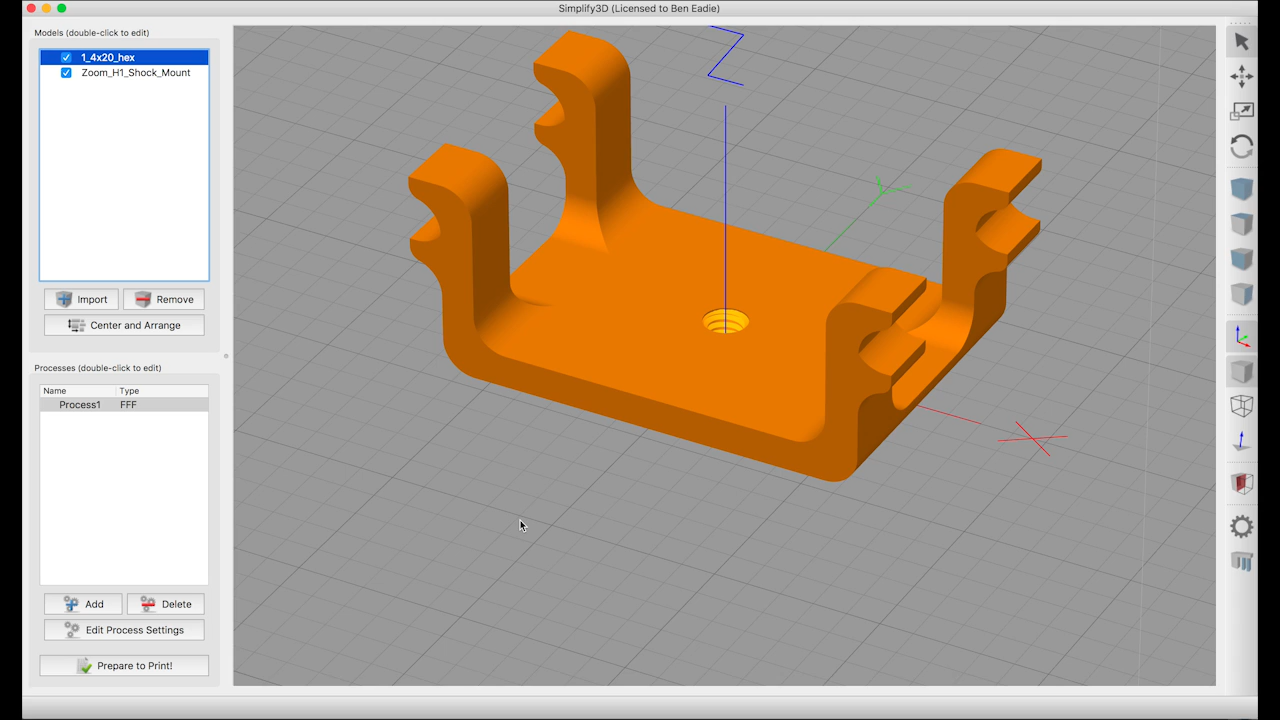 Simplify3D (Licensed to Ben Eadie)
Models (double-click to edit)
1_4x20_hex
Zoom_H1_Shock_Mount
Import
Remove
Center and Arrange
Processes (double-click to edit)
Name Type
Process1 FFF
Add
Delete
Edit Process Settings
Prepare to Print!